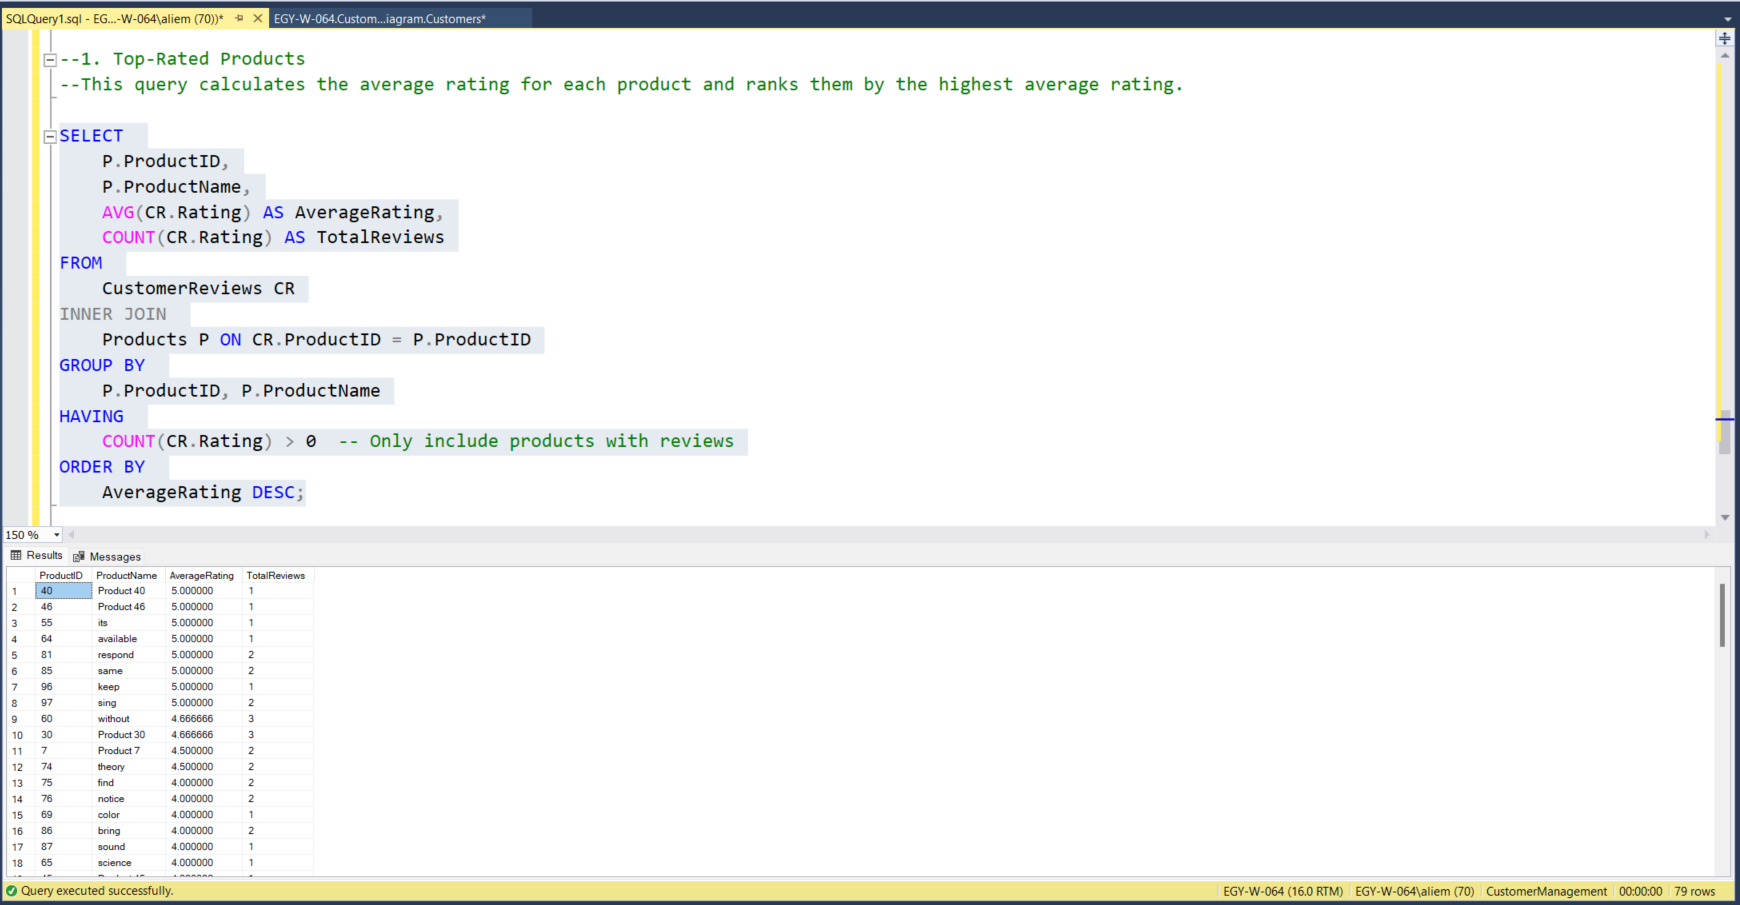 SQLQuery1.sql - EG...-W-064\aliem (70))*
EGY-W-064.Custom...iagram.Customers*
--1. Top-Rated Products
--This query calculates the average rating for each product and ranks them by the highest average rating.
SELECT
P.ProductID,
P.ProductName,
AVG(CR.Rating) AS AverageRating,
COUNT(CR.Rating) AS TotalReviews
FROM
CustomerReviews CR
INNER JOIN
Products P ON CR.ProductID = P.ProductID
GROUP BY
P.ProductID, P.ProductName
HAVING
COUNT(CR.Rating) > 0  -- Only include products with reviews
ORDER BY
AverageRating DESC;
150 %
Results Messages
ProductID ProductName AverageRating TotalReviews
1 40 Product 40 5.000000 1
2 46 Product 46 5.000000 1
3 55 its 5.000000 1
4 64 available 5.000000 1
5 81 respond 5.000000 2
6 85 same 5.000000 2
7 96 keep 5.000000 1
8 97 sing 5.000000 2
9 60 without 4.666666 3
10 30 Product 30 4.666666 3
11 7 Product 7 4.500000 2
12 74 theory 4.500000 2
13 75 find 4.000000 2
14 76 notice 4.000000 2
15 69 color 4.000000 1
16 86 bring 4.000000 2
17 87 sound 4.000000 1
18 65 science 4.000000 1
Query executed successfully.
EGY-W-064 (16.0 RTM) EGY-W-064\aliem (70) CustomerManagement 00:00:00 79 rows